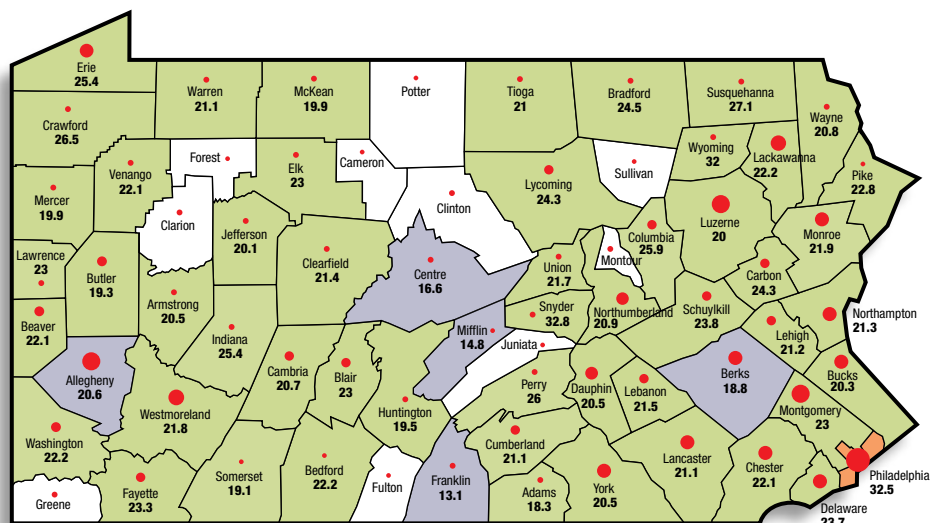 Erie
25.4
Warren
21.1
McKean
19.9
Potter
Tioga
21
Bradford
24.5
Susquehanna
27.1
Wayne
20.8
Crawford
26.5
Forest
Cameron
Elk
23
Venango
22.1
Mercer
19.9
Clarion
Jefferson
20.1
Clinton
Lycoming
24.3
Sullivan
Wyoming
32
Lackawanna
22.2
Pike
22.8
Luzerne
20
Monroe
21.9
Columbia
25.9
Montour
Lawrence
23
Butler
19.3
Clearfield
21.4
Centre
16.6
Union
21.7
Carbon
24.3
Armstrong
20.5
Snyder
32.8
Northumberland
20.9
Schuylkill
23.8
Northampton
21.3
Beaver
22.1
Indiana
25.4
Mifflin
14.8
Juniata
Lehigh
21.2
Allegheny
20.6
Cambria
20.7
Blair
23
Perry
26
Dauphin
20.5
Lebanon
21.5
Berks
18.8
Bucks
20.3
Westmoreland
21.8
Huntington
19.5
Montgomery
23
Washington
22.2
Cumberland
21.1
Lancaster
21.1
Chester
22.1
Philadelphia
32.5
Greene
Fayette
23.3
Somerset
19.1
Bedford
22.2
Fulton
Franklin
13.1
Adams
18.3
York
20.5
Delaware
23.7